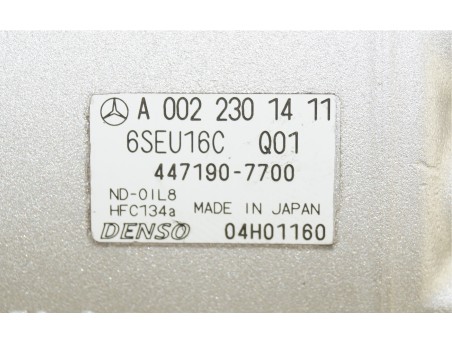 A 002 230 14 11
6SEU16C Q01
447190-7700
ND-OIL8
HFC134a MADE IN JAPAN
DENSO 04H01160